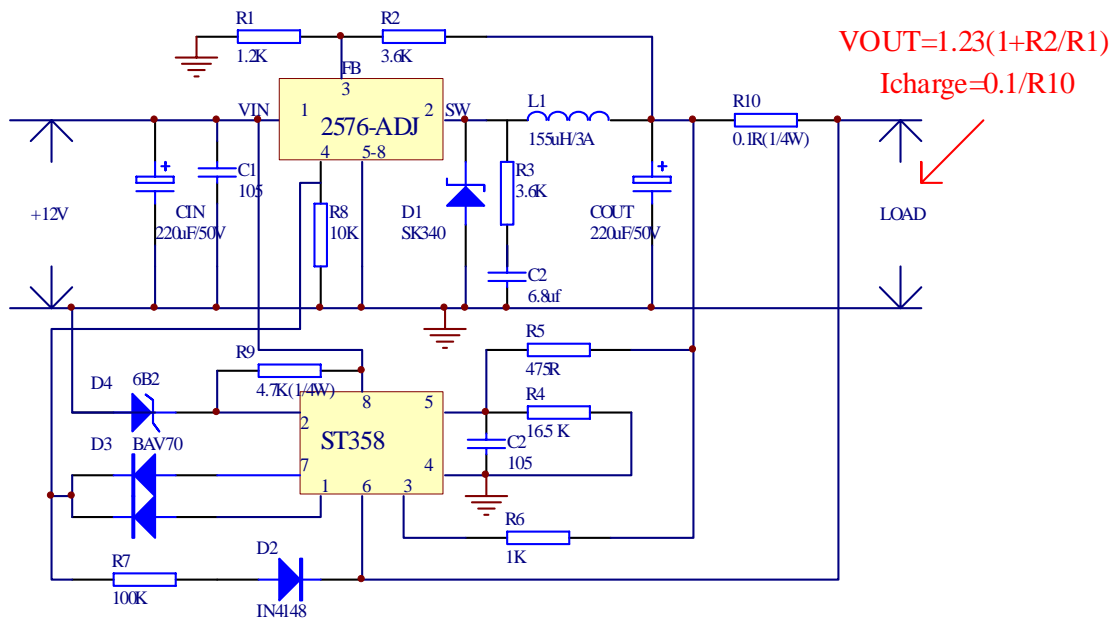 R1
R2
VOUT=1.23(1+R2/R1)
1.2K
3.6K
FB
Icharge=0.1/R10
3
VIN
1
2
SW
L1
R10
2576-ADJ
155uH/3A
0.1R(1/4W)
4
5-8
C1
105
R3
3.6K
+12V
CIN
220uF/50V
R8
10K
D1
SK340
COUT
220uF/50V
LOAD
C2
6.8uf
R9
R5
D4
6B2
4.7K(1/4W)
475R
8
5
R4
2
16.5 K
D3
BAV70
ST358
C2
105
7
4
1
6
3
R6
D2
1K
R7
100K
IN4148